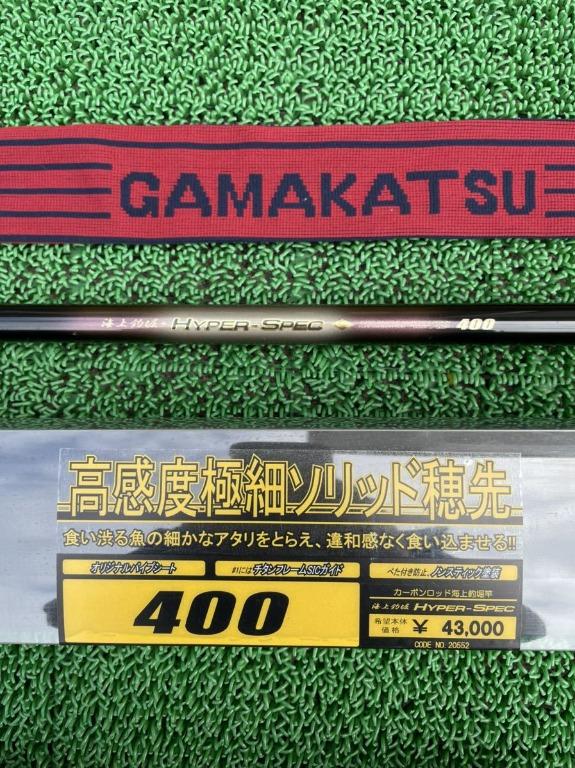 GAMAKATSU
海上釣堀・HYPER-SPEC 400
高感度極細ソリッド穂先
食い渋る魚の細かなアタリをとらえ、違和感なく食い込ませる!!
オリジナルパイプシート
#1にはチタンフレームSICガイド
べた付き防止、ノンスティック塗装
400
カーボンロッド海上釣堀竿
海上釣堀 HYPER-SPEC
希望本体価格 ¥ 43,000
CODE NO. 20552